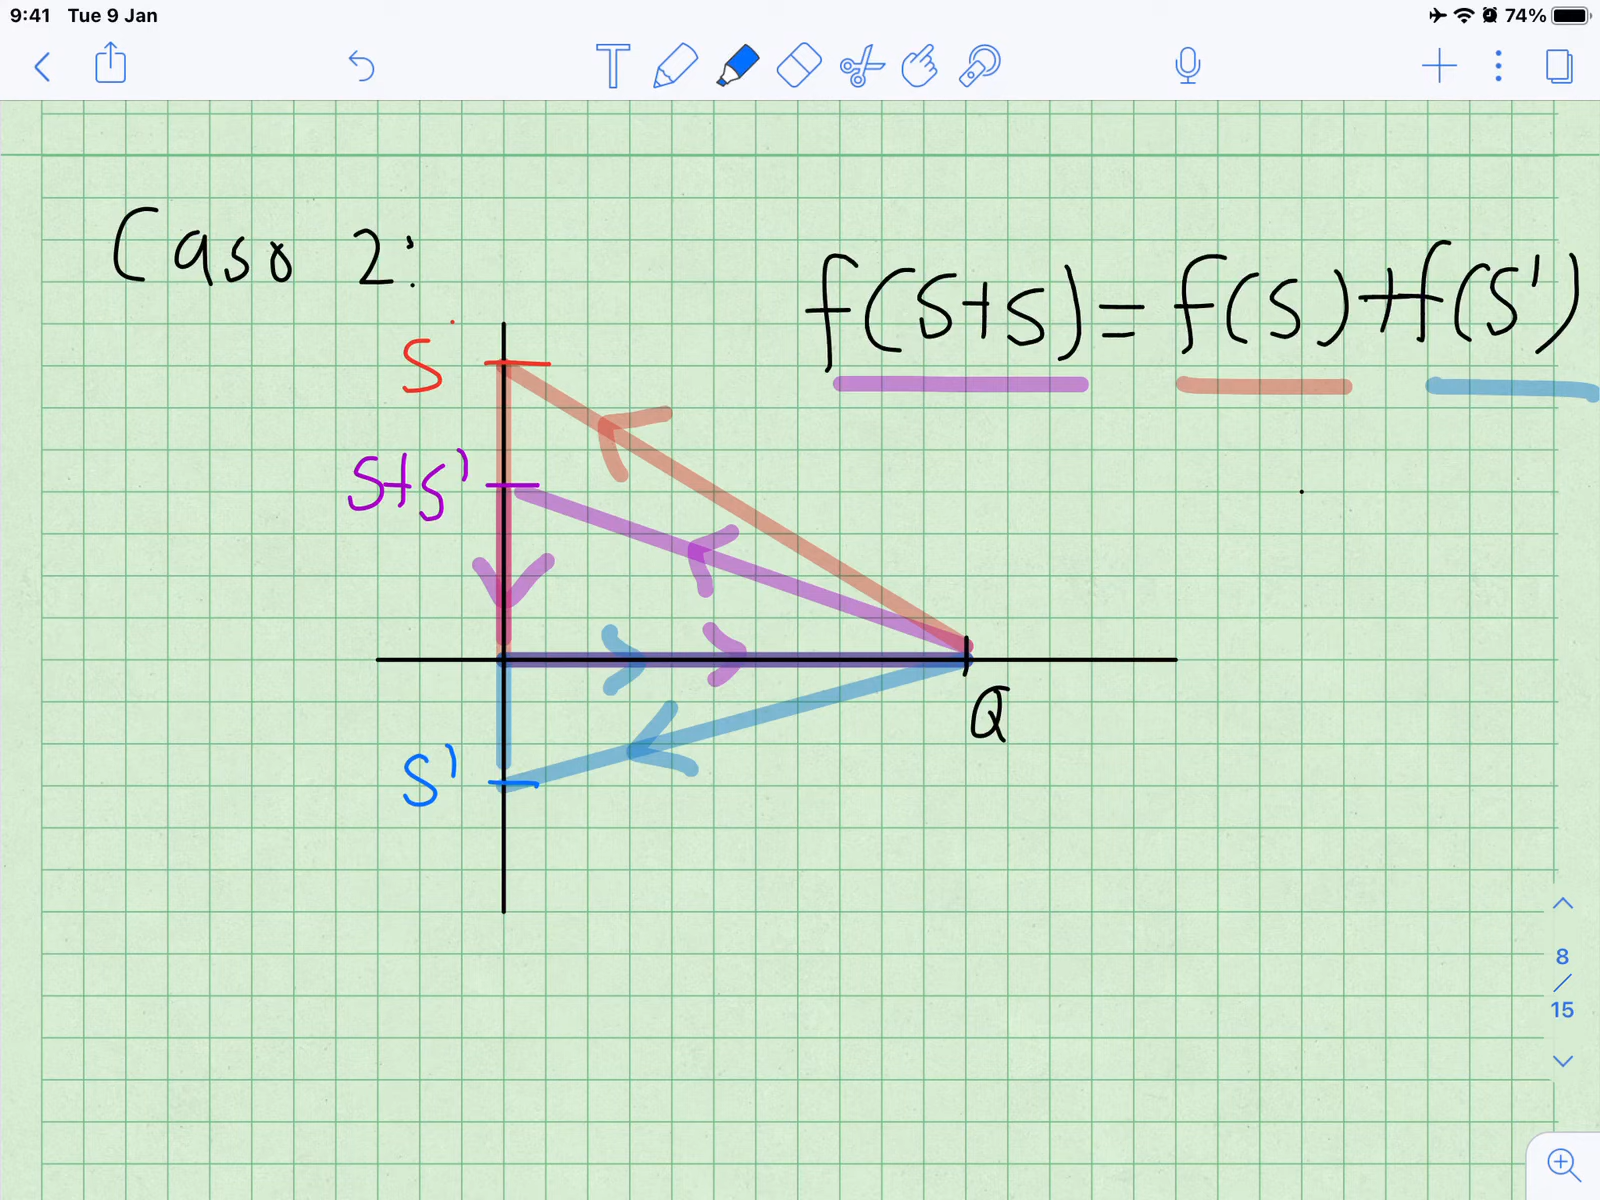 9:41 Tue 9 Jan
74%
T
Caso 2:
f(s+s)=f(s)+f(s')
S
S+s'
Q
S'
8
/
15